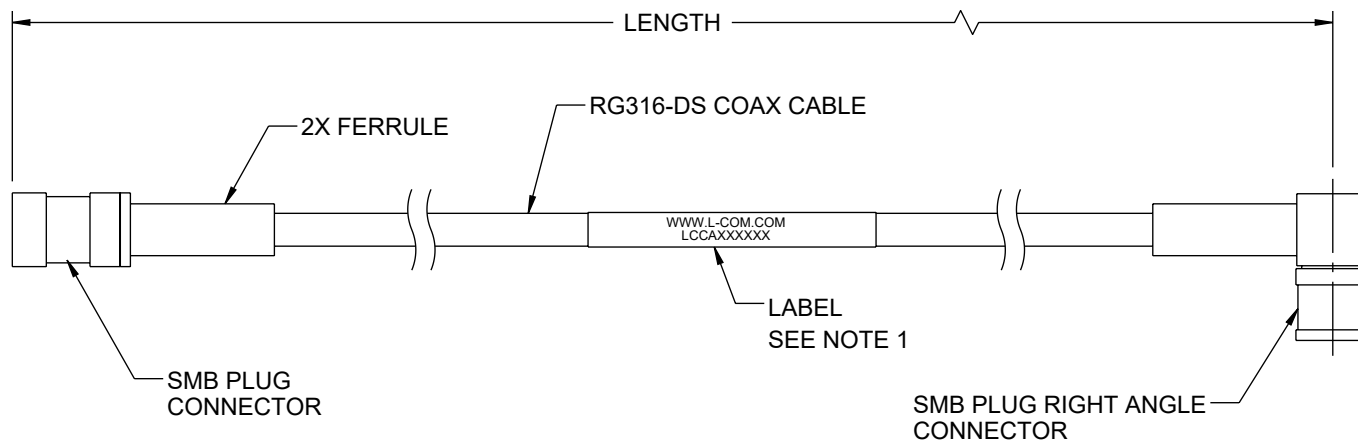 LENGTH
RG316-DS COAX CABLE
2X FERRULE
WWW.L-COM.COM
LCCAXXXXXX
LABEL
SEE NOTE 1
SMB PLUG
CONNECTOR
SMB PLUG RIGHT ANGLE
CONNECTOR